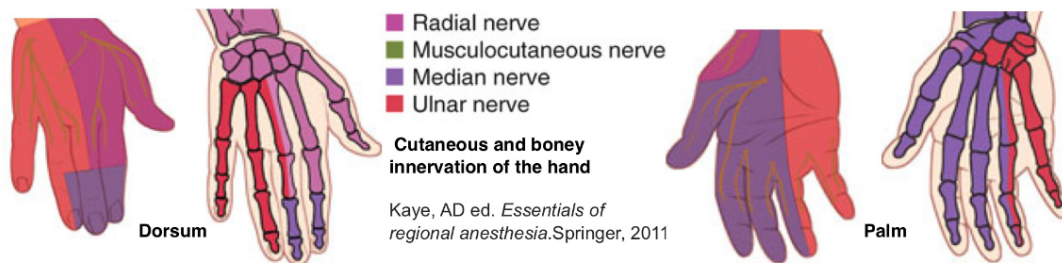 Radial nerve
Musculocutaneous nerve
Median nerve
Ulnar nerve
Cutaneous and boney
innervation of the hand
Kaye, AD ed. Essentials of
regional anesthesia.Springer, 2011
Dorsum
Palm